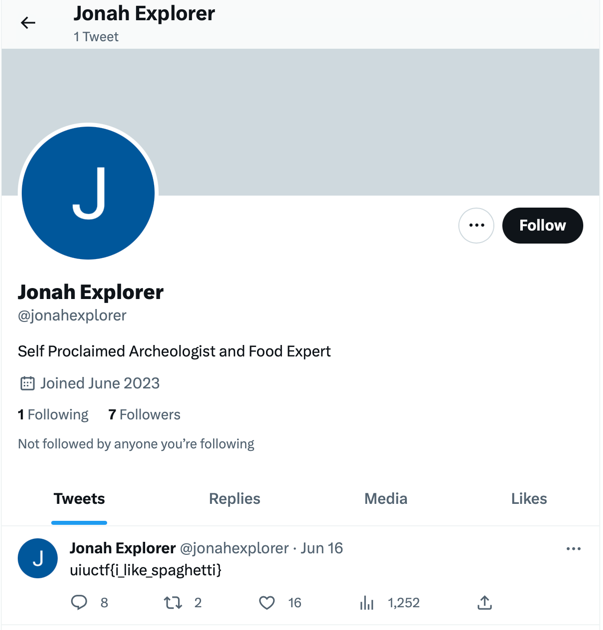 Jonah Explorer
1 Tweet
J
Follow
Jonah Explorer
@jonahexplorer
Self Proclaimed Archeologist and Food Expert
Joined June 2023
1 Following 7 Followers
Not followed by anyone you're following
Tweets Replies Media Likes
J
Jonah Explorer @jonahexplorer · Jun 16
uiuctf{i_like_spaghetti}
8 2 16 1,252